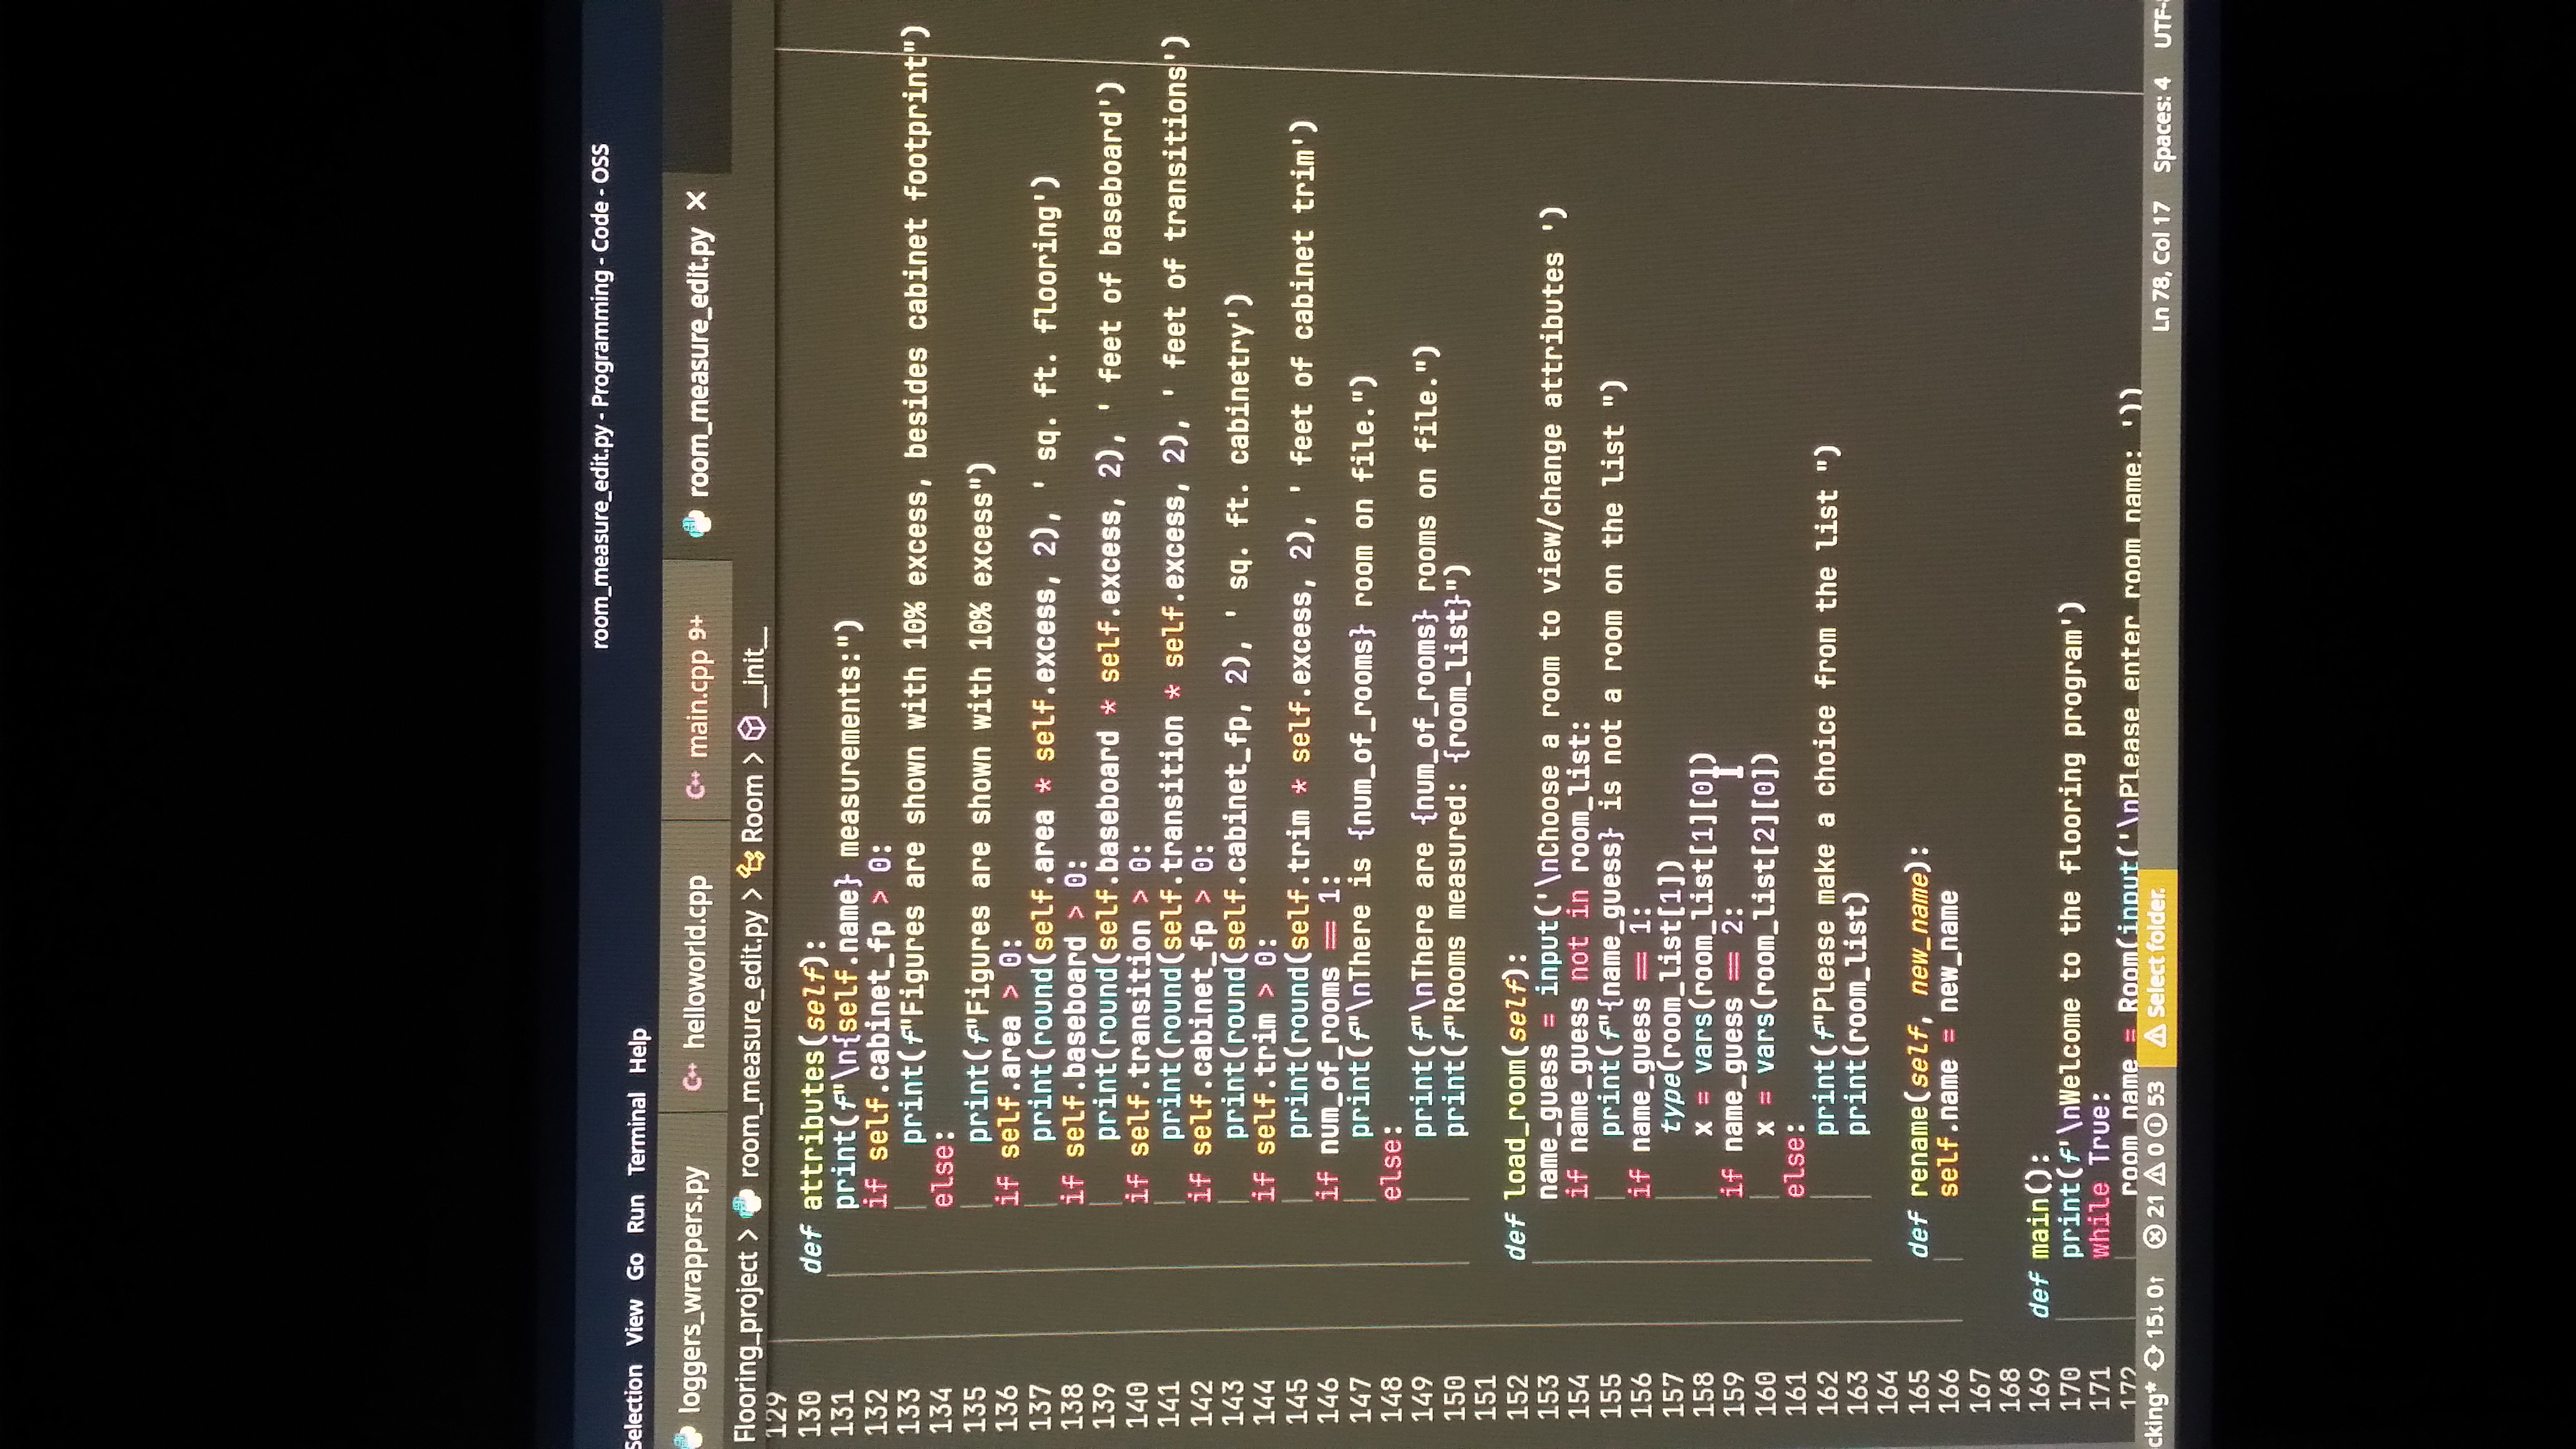 room_measure_edit.py - Programming - Code - OSS
Selection View Go Run Terminal Help
loggers_wrappers.py C++ helloworld.cpp C++ main.cpp 9+ room_measure_edit.py ×
Flooring_project > room_measure_edit.py > Room > __init__
129
130 def attributes(self):
131 print(f"\n{self.name} measurements:")
132 if self.cabinet_fp > 0:
133 print(f"Figures are shown with 10% excess, besides cabinet footprint")
134 else:
135 print(f"Figures are shown with 10% excess")
136 if self.area > 0:
137 print(round(self.area * self.excess, 2), ' sq. ft. flooring')
138 if self.baseboard > 0:
139 print(round(self.baseboard * self.excess, 2), ' feet of baseboard')
140 if self.transition > 0:
141 print(round(self.transition * self.excess, 2), ' feet of transitions')
142 if self.cabinet_fp > 0:
143 print(round(self.cabinet_fp, 2), ' sq. ft. cabinetry')
144 if self.trim > 0:
145 print(round(self.trim * self.excess, 2), ' feet of cabinet trim')
146 if num_of_rooms == 1:
147 print(f"\nThere is {num_of_rooms} room on file.")
148 else:
149 print(f"\nThere are {num_of_rooms} rooms on file.")
150 print(f"Rooms measured: {room_list}")
151
152 def load_room(self):
153 name_guess = input('\nChoose a room to view/change attributes ')
154 if name_guess not in room_list:
155 print(f"{name_guess} is not a room on the list ")
156 if name_guess == 1:
157 type(room_list[1])
158 x = vars(room_list[1][0])
159 if name_guess == 2:
160 x = vars(room_list[2][0])
161 else:
162 print(f"Please make a choice from the list ")
163 print(room_list)
164
165 def rename(self, new_name):
166 self.name = new_name
167
168
169 def main():
170 print(f'\nWelcome to the flooring program')
171 while True:
172 room_name = Room(input('\nPlease enter room name: '))
cking* 15↓ 0↑ 21 0 53 Select folder. Ln 78, Col 17 Spaces: 4 UTF-